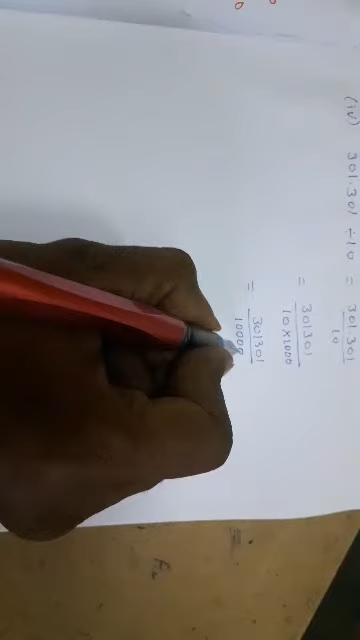 (iv) 301.301 ÷ 10 = 301.301/10
= 301301/10×1000
= 301301/10000